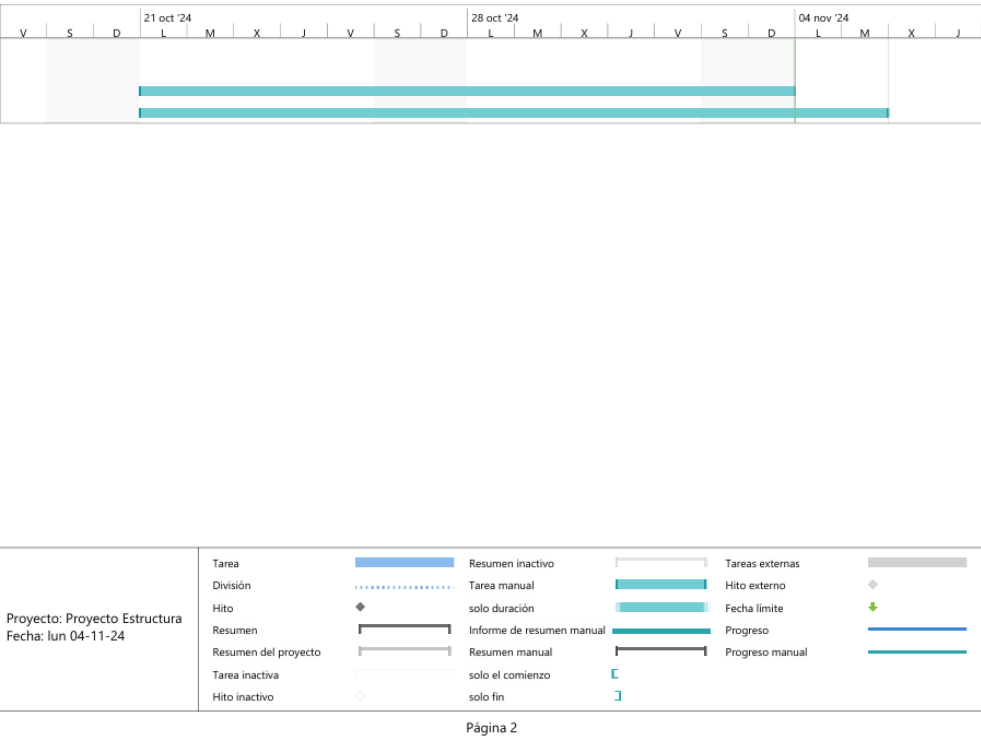 21 oct '24 28 oct '24 04 nov '24
V S D L M X J V S D L M X J V S D L M X J
Tarea Resumen inactivo Tareas externas
División Tarea manual Hito externo
Hito solo duración Fecha límite
Resumen Informe de resumen manual Progreso
Resumen del proyecto Resumen manual Progreso manual
Tarea inactiva solo el comienzo
Hito inactivo solo fin
Proyecto: Proyecto Estructura
Fecha: lun 04-11-24
Página 2